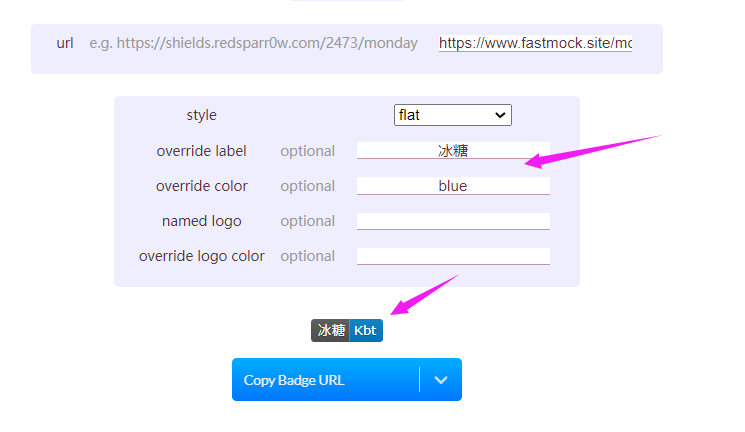 url e.g. https://shields.redsparr0w.com/2473/monday https://www.fastmock.site/mo
style flat
override label optional 冰糖
override color optional blue
named logo optional
override logo color optional
冰糖 Kbt
Copy Badge URL